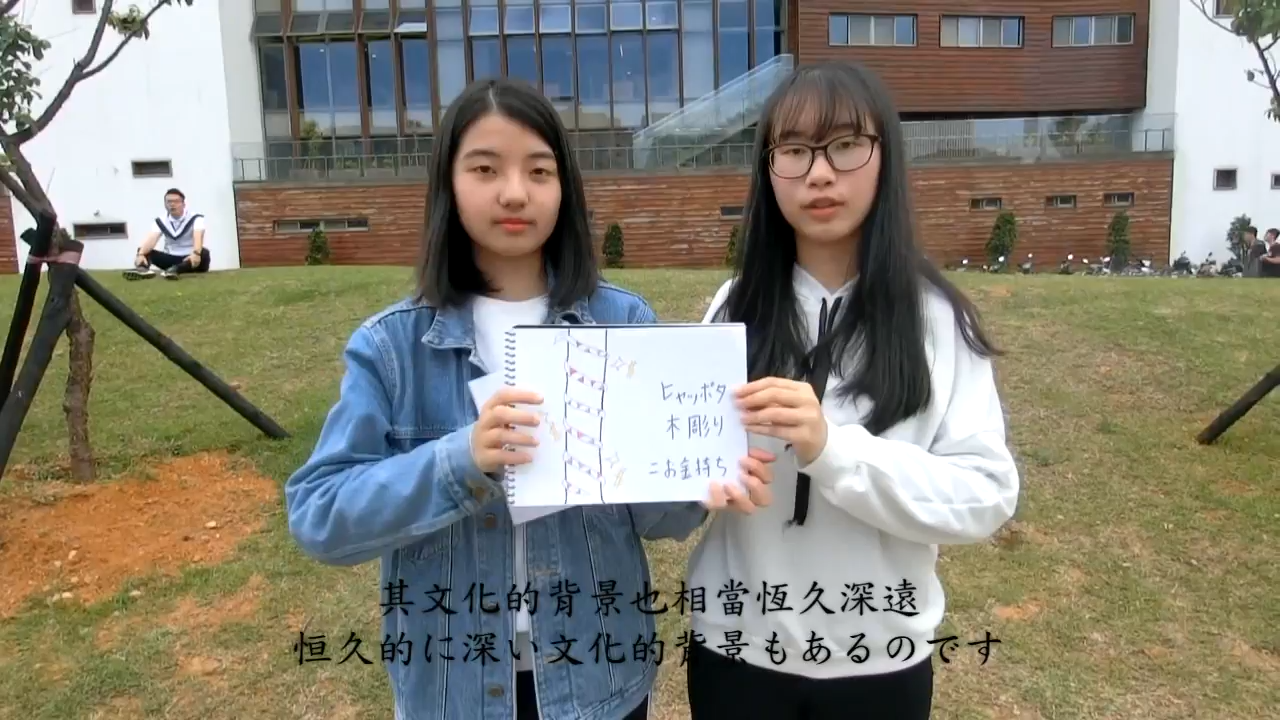 ヒャッポダ
木彫り
=お金持ち
其文化的背景也相當恆久深遠
恒久的に深い文化的背景もあるのです